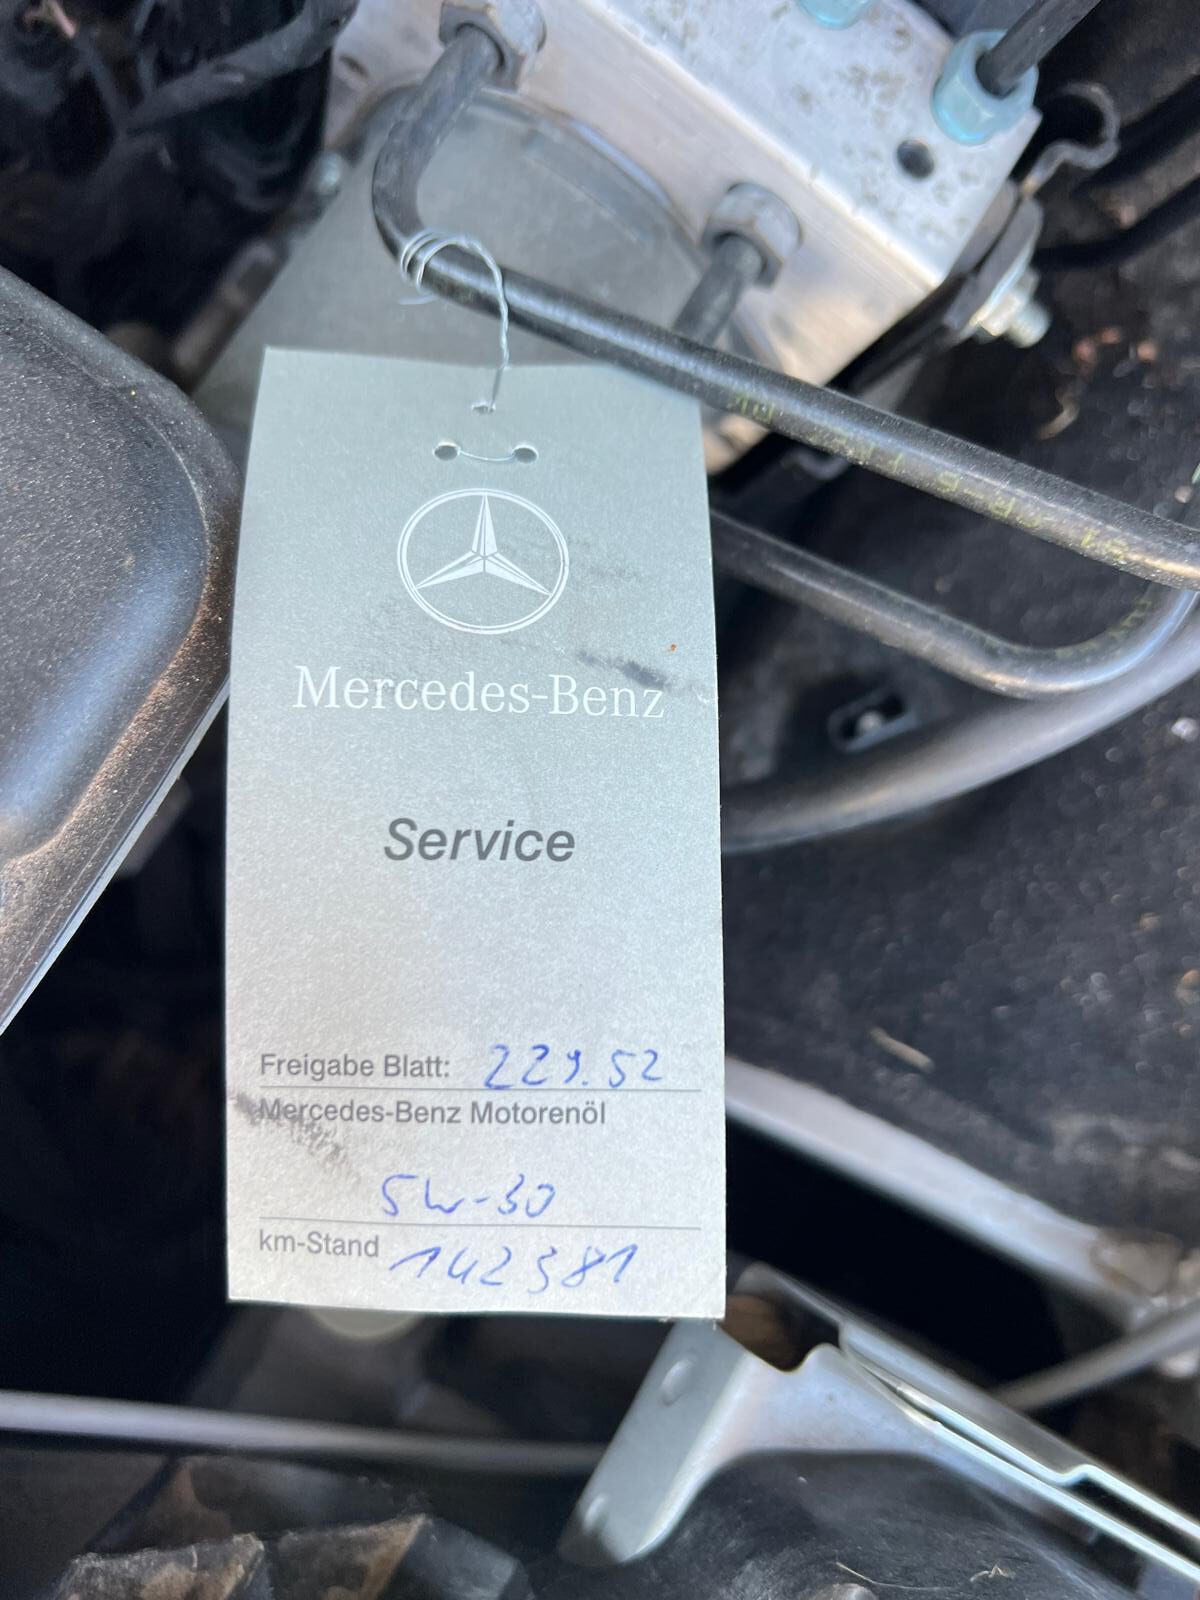 Mercedes-Benz
Service
Freigabe Blatt: 229.52
Mercedes-Benz Motorenöl
5W-30
km-Stand 142381